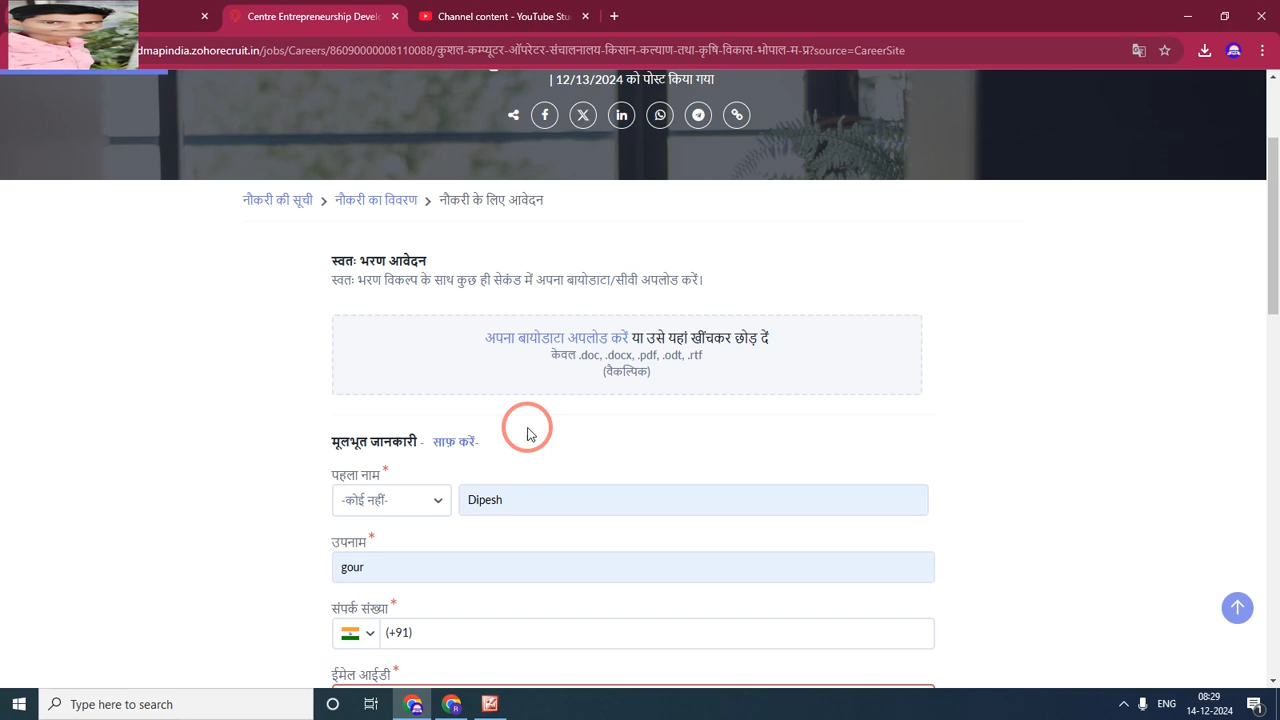 Centre Entrepreneurship Devel
Channel content - YouTube Stu
dmapindia.zohorecruit.in/jobs/Careers/86090000008110088/कुशल-कम्प्यूटर-ऑपरेटर-संचालनालय-किसान-कल्याण-तथा-कृषि-विकास-भोपाल-म-प्र?source=CareerSite
| 12/13/2024 को पोस्ट किया गया
नौकरी की सूची > नौकरी का विवरण > नौकरी के लिए आवेदन
स्वतः भरण आवेदन
स्वतः भरण विकल्प के साथ कुछ ही सेकंड में अपना बायोडाटा/सीवी अपलोड करें।
अपना बायोडाटा अपलोड करें या उसे यहां खींचकर छोड़ दें
केवल .doc, .docx, .pdf, .odt, .rtf
(वैकल्पिक)
मूलभूत जानकारी - साफ़ करें-
पहला नाम*
-कोई नहीं-
Dipesh
उपनाम*
gour
संपर्क संख्या*
(+91)
ईमेल आईडी*
Type here to search
ENG
08:29
14-12-2024